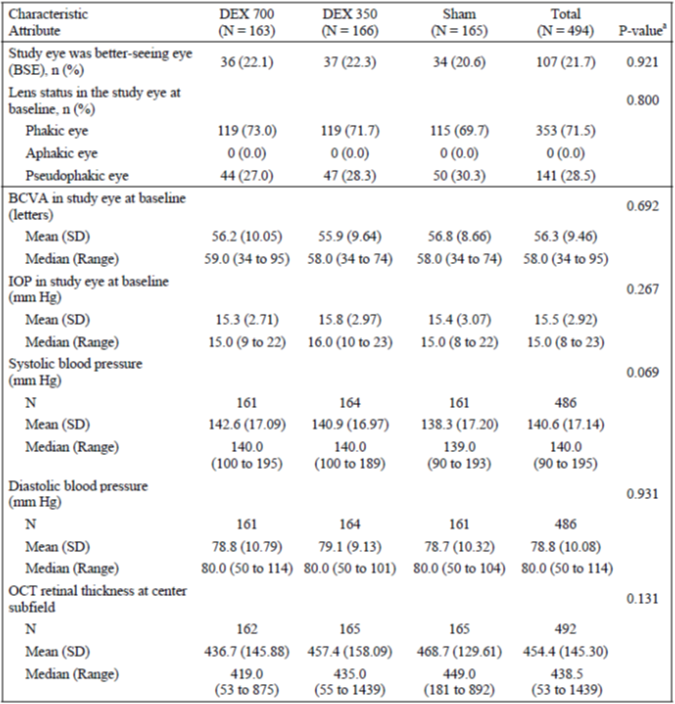 Characteristic DEX 700 DEX 350 Sham Total
Attribute (N = 163) (N = 166) (N = 165) (N = 494) P-valueª
Study eye was better-seeing eye
(BSE), n (%) 36 (22.1) 37 (22.3) 34 (20.6) 107 (21.7) 0.921
Lens status in the study eye at
baseline, n (%) 0.800
Phakic eye 119 (73.0) 119 (71.7) 115 (69.7) 353 (71.5)
Aphakic eye 0 (0.0) 0 (0.0) 0 (0.0) 0 (0.0)
Pseudophakic eye 44 (27.0) 47 (28.3) 50 (30.3) 141 (28.5)
BCVA in study eye at baseline
(letters) 0.692
Mean (SD) 56.2 (10.05) 55.9 (9.64) 56.8 (8.66) 56.3 (9.46)
Median (Range) 59.0 (34 to 95) 58.0 (34 to 74) 58.0 (34 to 74) 58.0 (34 to 95)
IOP in study eye at baseline
(mm Hg) 0.267
Mean (SD) 15.3 (2.71) 15.8 (2.97) 15.4 (3.07) 15.5 (2.92)
Median (Range) 15.0 (9 to 22) 16.0 (10 to 23) 15.0 (8 to 22) 15.0 (8 to 23)
Systolic blood pressure
(mm Hg) 0.069
N 161 164 161 486
Mean (SD) 142.6 (17.09) 140.9 (16.97) 138.3 (17.20) 140.6 (17.14)
Median (Range) 140.0 140.0 139.0 140.0
(100 to 195) (100 to 189) (90 to 193) (90 to 195)
Diastolic blood pressure
(mm Hg) 0.931
N 161 164 161 486
Mean (SD) 78.8 (10.79) 79.1 (9.13) 78.7 (10.32) 78.8 (10.08)
Median (Range) 80.0 (50 to 114) 80.0 (50 to 101) 80.0 (50 to 104) 80.0 (50 to 114)
OCT retinal thickness at center
subfield 0.131
N 162 165 165 492
Mean (SD) 436.7 (145.88) 457.4 (158.09) 468.7 (129.61) 454.4 (145.30)
Median (Range) 419.0 435.0 449.0 438.5
(53 to 875) (55 to 1439) (181 to 892) (53 to 1439)